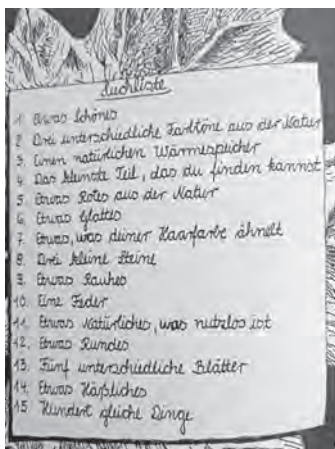 Suchliste
1. Etwas Schönes
2. Drei unterschiedliche Farbtöne aus der Natur
3. Einen natürlichen Wärmespeicher
4. Das kleinste Teil, das du finden kannst
5. Etwas Rotes aus der Natur
6. Etwas Glattes
7. Etwas, was deiner Haarfarbe ähnelt
8. Drei kleine Steine
9. Etwas Rauhes
10. Eine Feder
11. Etwas Natürliches, was nutzlos ist
12. Etwas Rundes
13. Fünf unterschiedliche Blätter
14. Etwas Häßliches
15 Hundert gleiche Dinge